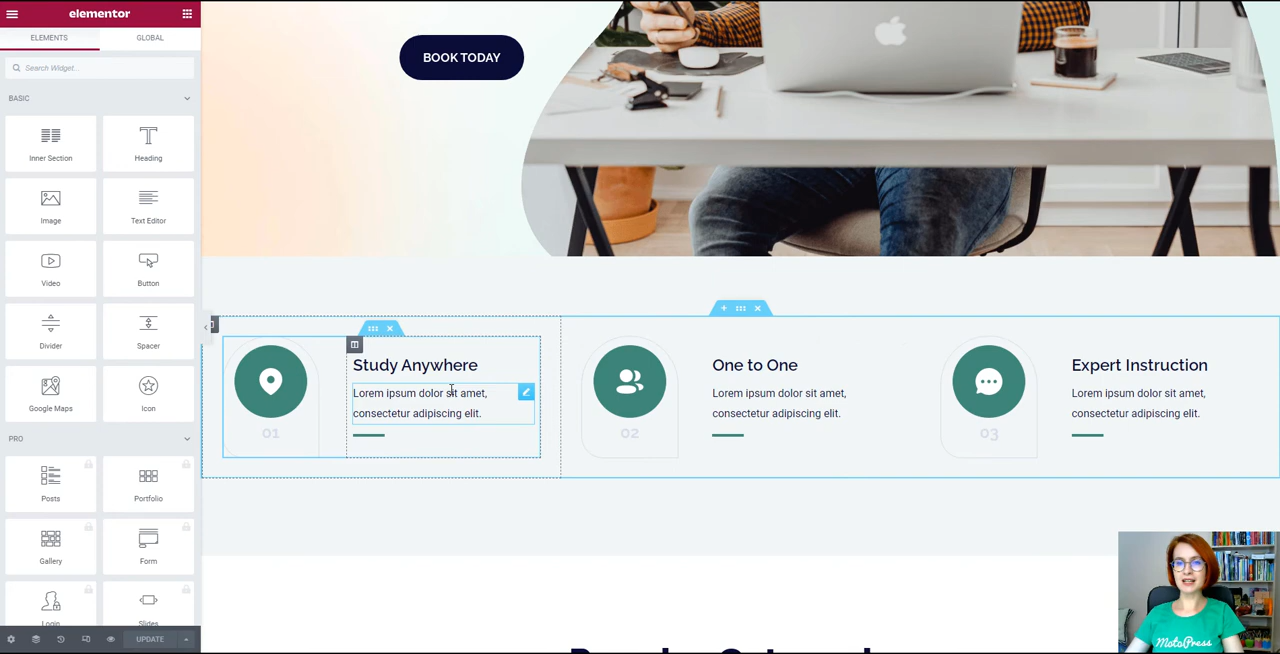 elementor
ELEMENTS
GLOBAL
Search Widget...
BASIC
Inner Section
Heading
Image
Text Editor
Video
Button
Divider
Spacer
Google Maps
Icon
PRO
Posts
Portfolio
Gallery
Form
Login
Slides
UPDATE
BOOK TODAY
01
Study Anywhere
Lorem ipsum dolor sit amet,
consectetur adipiscing elit.
02
One to One
Lorem ipsum dolor sit amet,
consectetur adipiscing elit.
03
Expert Instruction
Lorem ipsum dolor sit amet,
consectetur adipiscing elit.
MotoPress